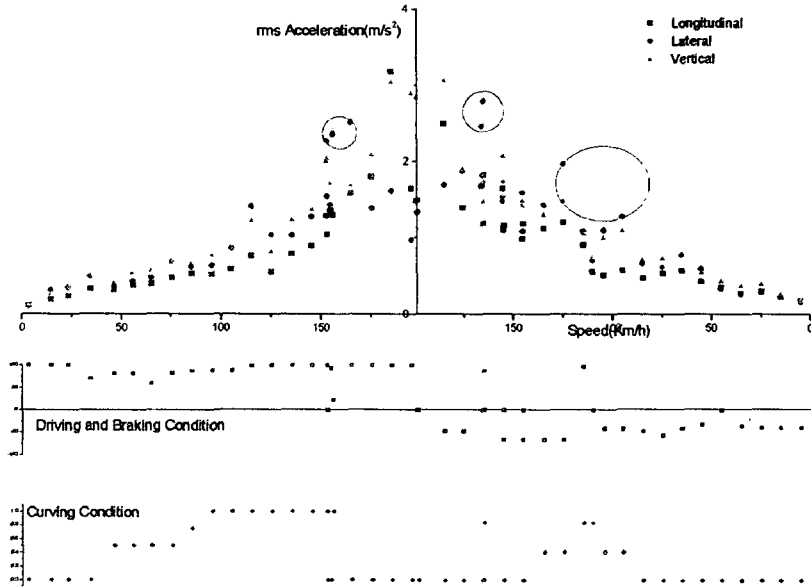 4
rms Acceleration(m/s²)
Longitudinal
Lateral
Vertical
2
0
0
50
100
150
150
Speed(Km/h)
50
0
Driving and Braking Condition
Curving Condition